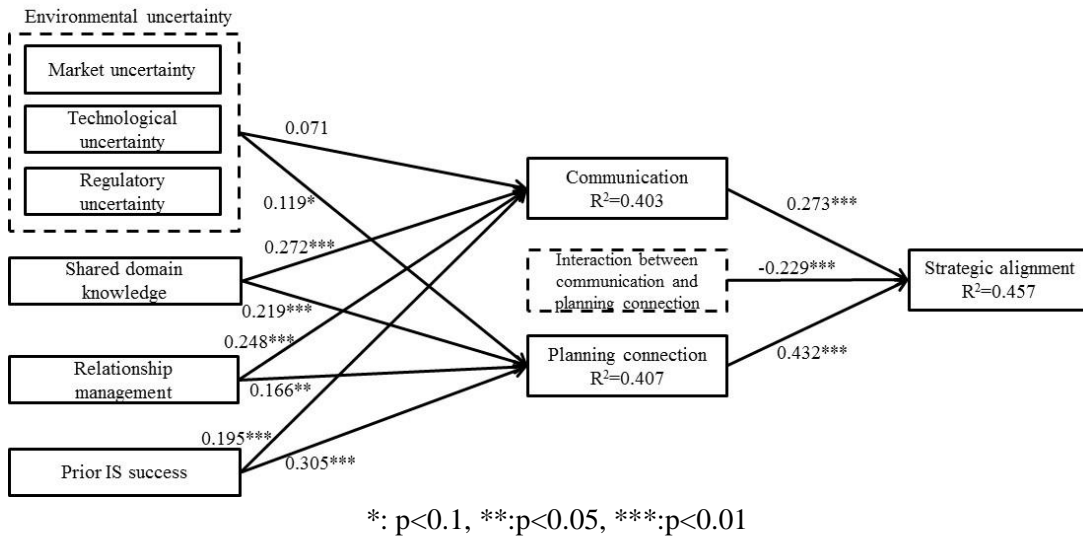 Environmental uncertainty
Market uncertainty
Technological
uncertainty
Regulatory
uncertainty
Shared domain
knowledge
Relationship
management
Prior IS success
0.071
0.119*
0.272***
0.219***
0.248***
0.166**
0.195***
0.305***
Communication
R²=0.403
Interaction between
communication and
planning connection
Planning connection
R²=0.407
0.273***
-0.229***
0.432***
Strategic alignment
R²=0.457
*: p<0.1, **:p<0.05, ***:p<0.01